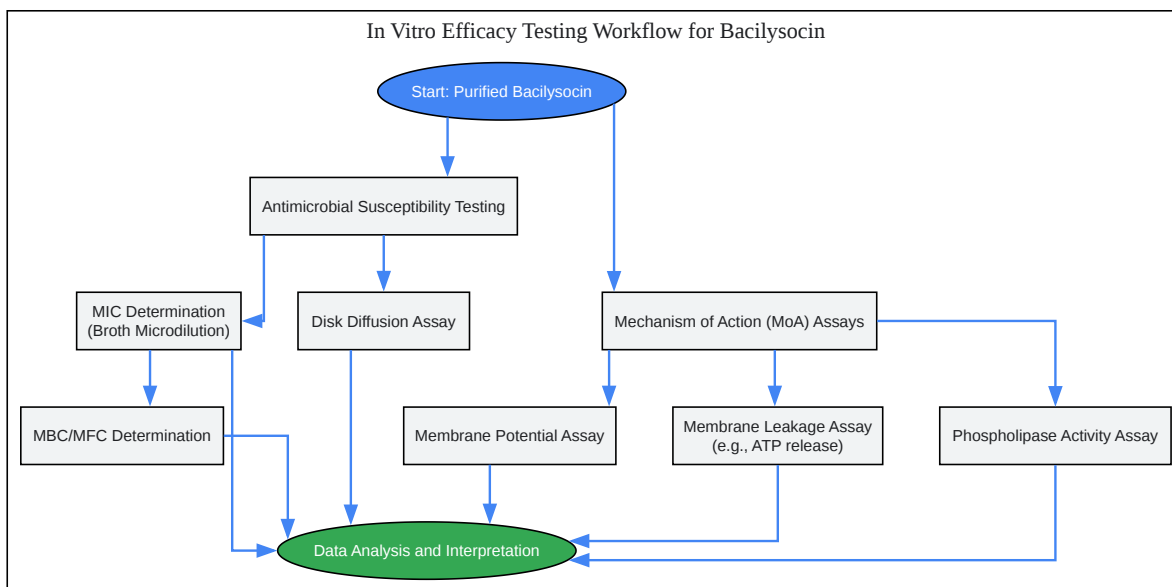 In Vitro Efficacy Testing Workflow for Bacilysocin
Start: Purified Bacilysocin
Antimicrobial Susceptibility Testing
MIC Determination
(Broth Microdilution)
Disk Diffusion Assay
Mechanism of Action (MoA) Assays
MBC/MFC Determination
Membrane Potential Assay
Membrane Leakage Assay
(e.g., ATP release)
Phospholipase Activity Assay
Data Analysis and Interpretation